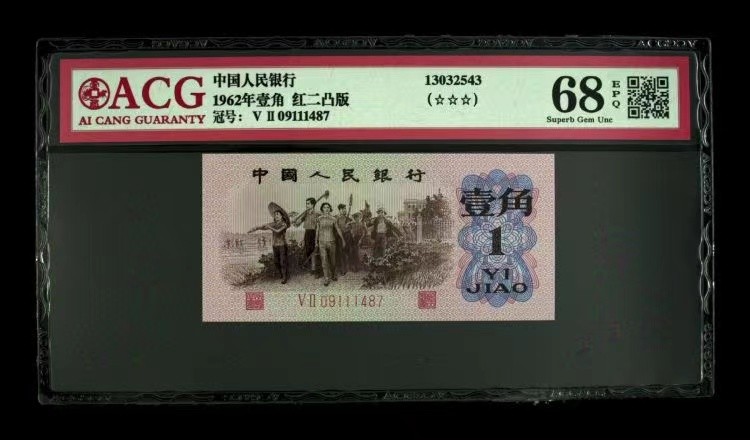 ACG
AI CANG GUARANTY
中国人民银行
1962年壹角 红二凸版
冠号: V Ⅱ 09111487
13032543
(☆☆☆)
68
EPQ
Superb Gem Unc
中國人民銀行
壹角
1
YI
JIAO
VⅡ09111487